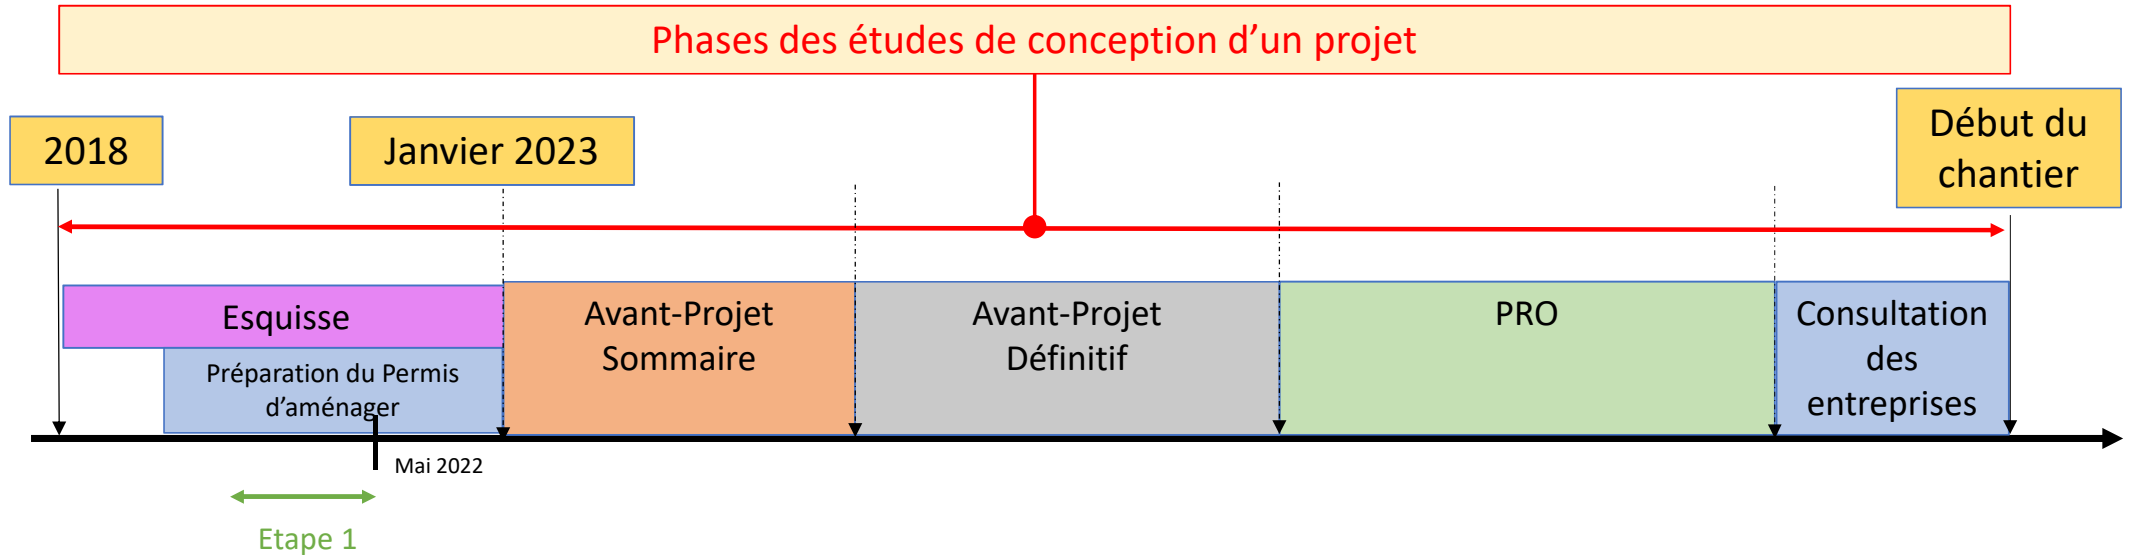 Phases des études de conception d’un projet
2018
Janvier 2023
Début du
chantier
Esquisse
Préparation du Permis
d’aménager
Avant-Projet
Sommaire
Avant-Projet
Définitif
PRO
Consultation
des
entreprises
Mai 2022
Etape 1